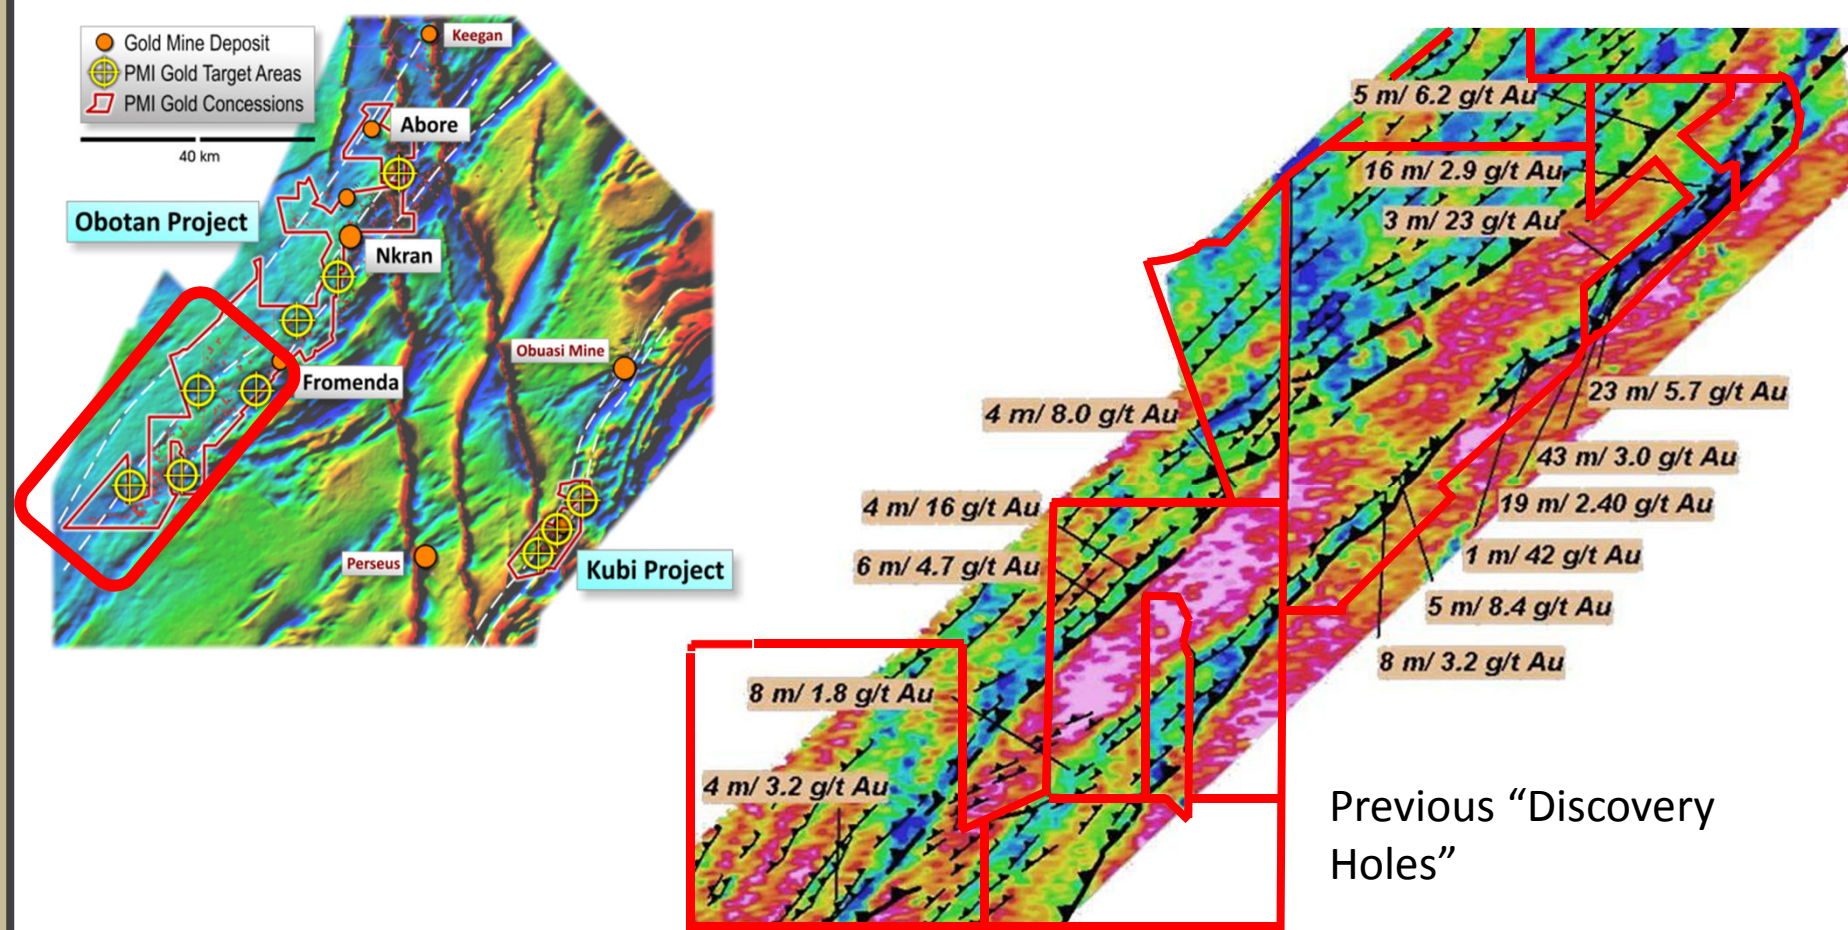 Gold Mine Deposit
PMI Gold Target Areas
PMI Gold Concessions
40 km
Keegan
Abore
Obotan Project
Nkran
Obuasi Mine
Fromenda
Perseus
Kubi Project
5 m/ 6.2 g/t Au
16 m/ 2.9 g/t Au
3 m/ 23 g/t Au
23 m/ 5.7 g/t Au
4 m/ 8.0 g/t Au
43 m/ 3.0 g/t Au
4 m/ 16 g/t Au
19 m/ 2.40 g/t Au
6 m/ 4.7 g/t Au
1 m/ 42 g/t Au
5 m/ 8.4 g/t Au
8 m/ 3.2 g/t Au
8 m/ 1.8 g/t Au
4 m/ 3.2 g/t Au
Previous “Discovery
Holes”